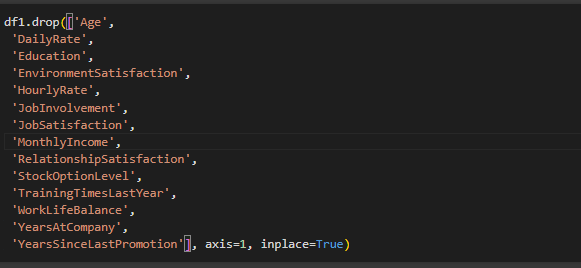 df1.drop(['Age',
'DailyRate',
'Education',
'EnvironmentSatisfaction',
'HourlyRate',
'JobInvolvement',
'JobSatisfaction',
'MonthlyIncome',
'RelationshipSatisfaction',
'StockOptionLevel',
'TrainingTimesLastYear',
'WorkLifeBalance',
'YearsAtCompany',
'YearsSinceLastPromotion'], axis=1, inplace=True)